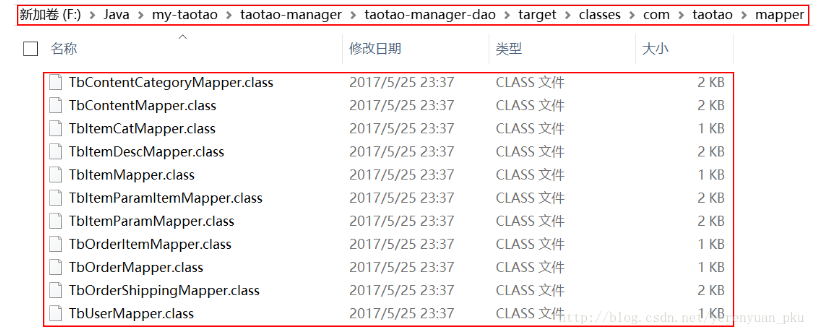 新加卷 (F:) > Java > my-taotao > taotao-manager > taotao-manager-dao > target > classes > com > taotao > mapper
名称 修改日期 类型 大小
TbContentCategoryMapper.class 2017/5/25 23:37 CLASS 文件 2 KB
TbContentMapper.class 2017/5/25 23:37 CLASS 文件 2 KB
TbItemCatMapper.class 2017/5/25 23:37 CLASS 文件 1 KB
TbItemDescMapper.class 2017/5/25 23:37 CLASS 文件 2 KB
TbItemMapper.class 2017/5/25 23:37 CLASS 文件 1 KB
TbItemParamItemMapper.class 2017/5/25 23:37 CLASS 文件 2 KB
TbItemParamMapper.class 2017/5/25 23:37 CLASS 文件 2 KB
TbOrderItemMapper.class 2017/5/25 23:37 CLASS 文件 1 KB
TbOrderMapper.class 2017/5/25 23:37 CLASS 文件 1 KB
TbOrderShippingMapper.class 2017/5/25 23:37 CLASS 文件 2 KB
TbUserMapper.class 2017/5/25 23:37 CLASS 文件 1 KB
http://blog.csdn.net/yerenyuan_pku